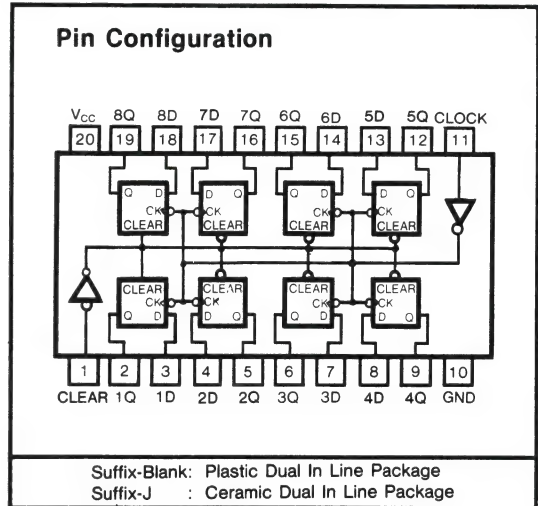 Pin Configuration
VCC 8Q 8D 7D 7Q 6Q 6D 5D 5Q CLOCK
20 19 18 17 16 15 14 13 12 11
Q D D Q Q D D Q
CK CK CK CK
CLEAR CLEAR CLEAR CLEAR
CLEAR CLEAR CLEAR CLEAR
CK CK CK CK
Q D D Q Q D D Q
1 2 3 4 5 6 7 8 9 10
CLEAR 1Q 1D 2D 2Q 3Q 3D 4D 4Q GND
Suffix-Blank: Plastic Dual In Line Package
Suffix-J : Ceramic Dual In Line Package